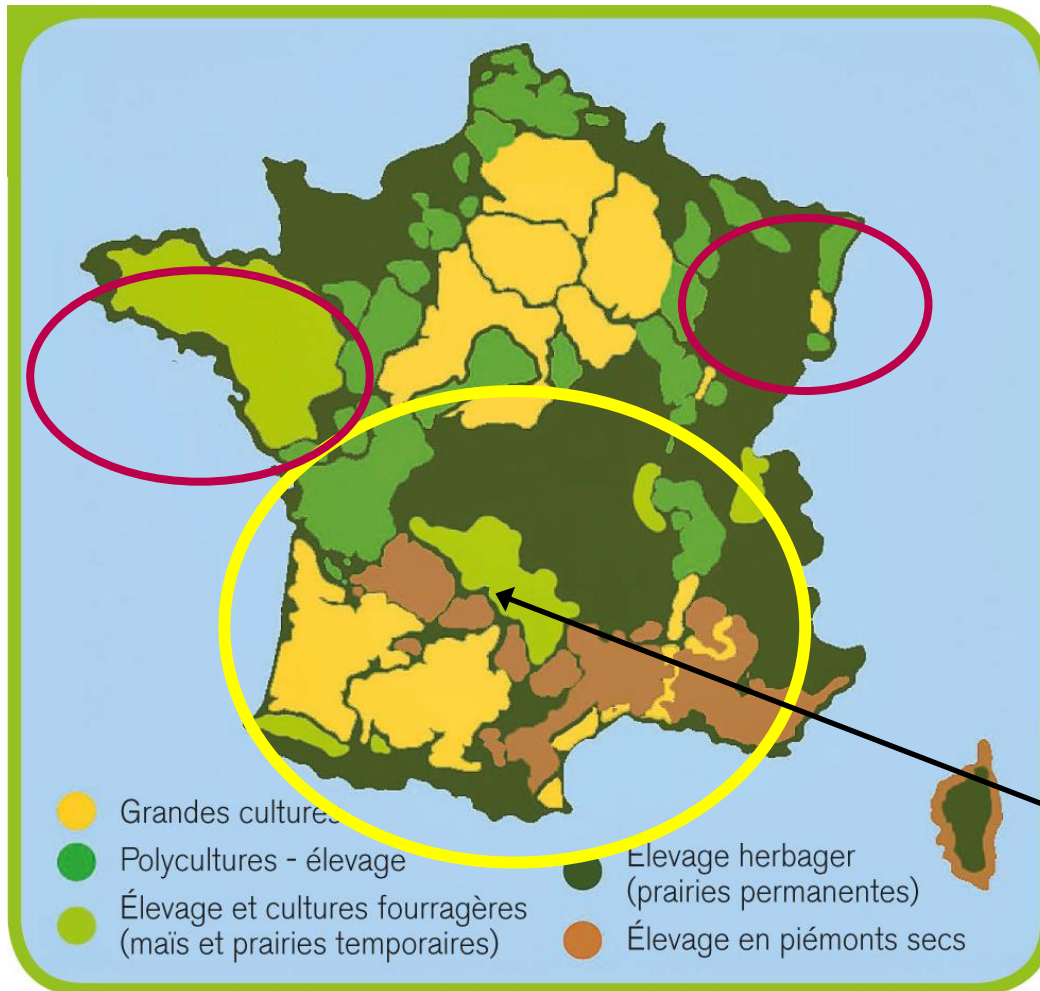 Grandes cultures
Polycultures - élevage
Élevage et cultures fourragères
(maïs et prairies temporaires)
Élevage herbager
(prairies permanentes)
Élevage en piémonts secs